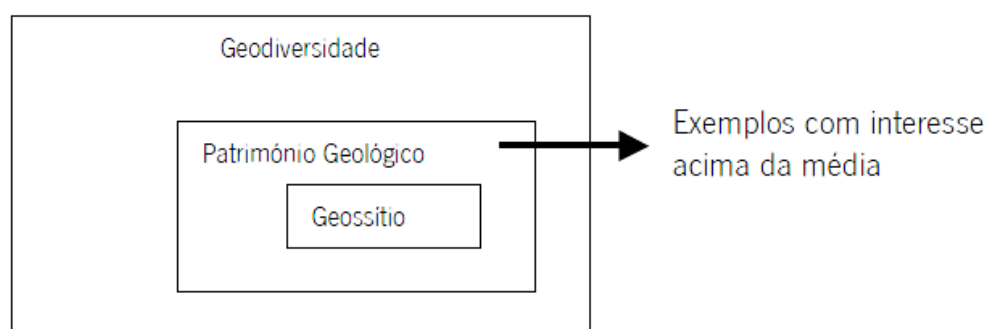 Geodiversidade
Património Geológico
Geossítio
Exemplos com interesse
acima da média